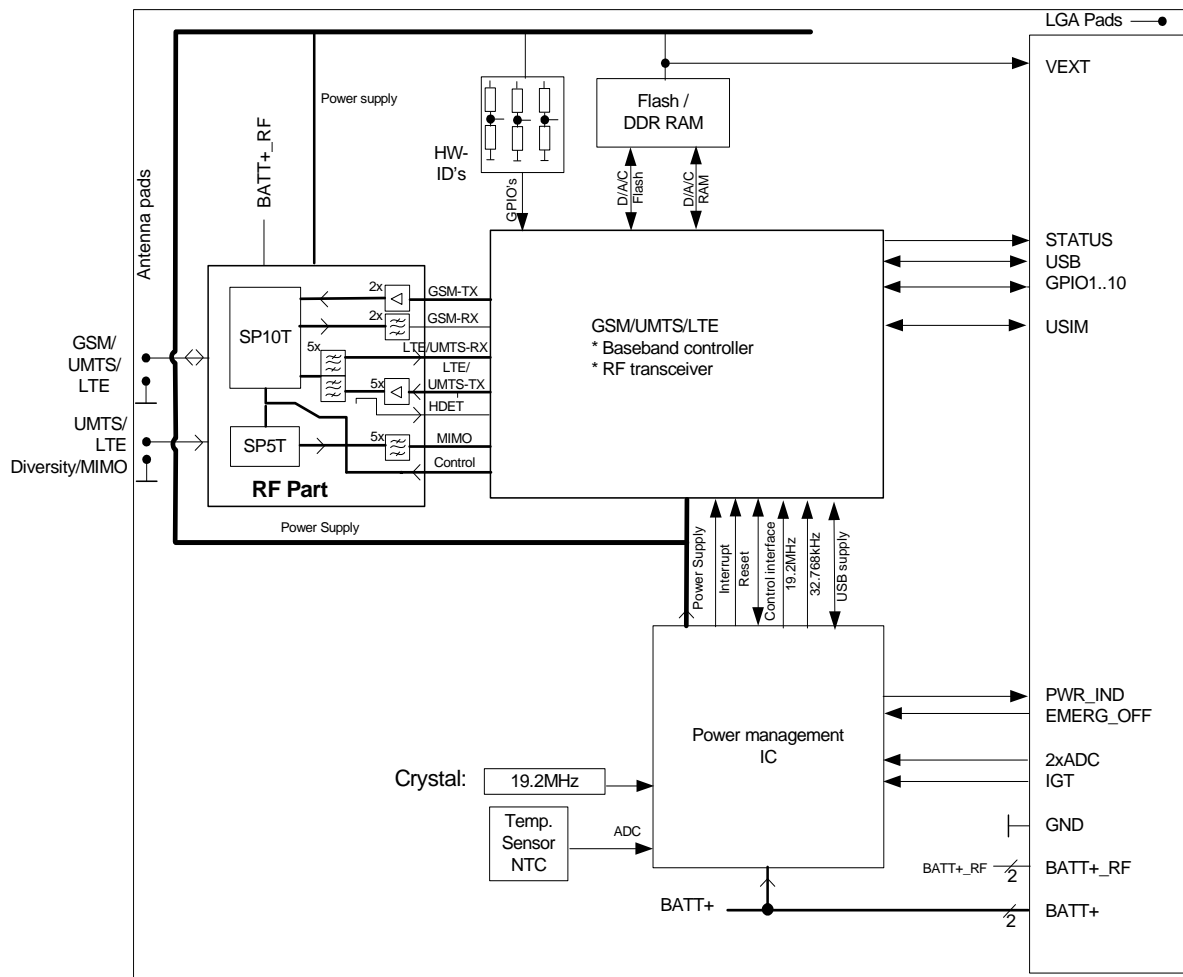 LGA Pads
VEXT
Power supply
Flash /
DDR RAM
HW-
ID's
BATT+_RF
Antenna pads
GPIO's
D/A/C
Flash
D/A/C
RAM
STATUS
USB
GPIO1..10
USIM
2x
GSM-TX
2x
GSM-RX
SP10T
5x
LTE/UMTS-RX
LTE/
5x
UMTS-TX
HDET
SP5T
5x
MIMO
Control
RF Part
GSM/UMTS/LTE
* Baseband controller
* RF transceiver
GSM/
UMTS/
LTE
UMTS/
LTE
Diversity/MIMO
Power Supply
Power Supply
Interrupt
Reset
Control interface
19.2MHz
32.768kHz
USB supply
Power management
IC
PWR_IND
EMERG_OFF
2xADC
IGT
GND
Crystal:
19.2MHz
Temp.
Sensor
NTC
ADC
BATT+_RF
2
BATT+_RF
BATT+
2
BATT+